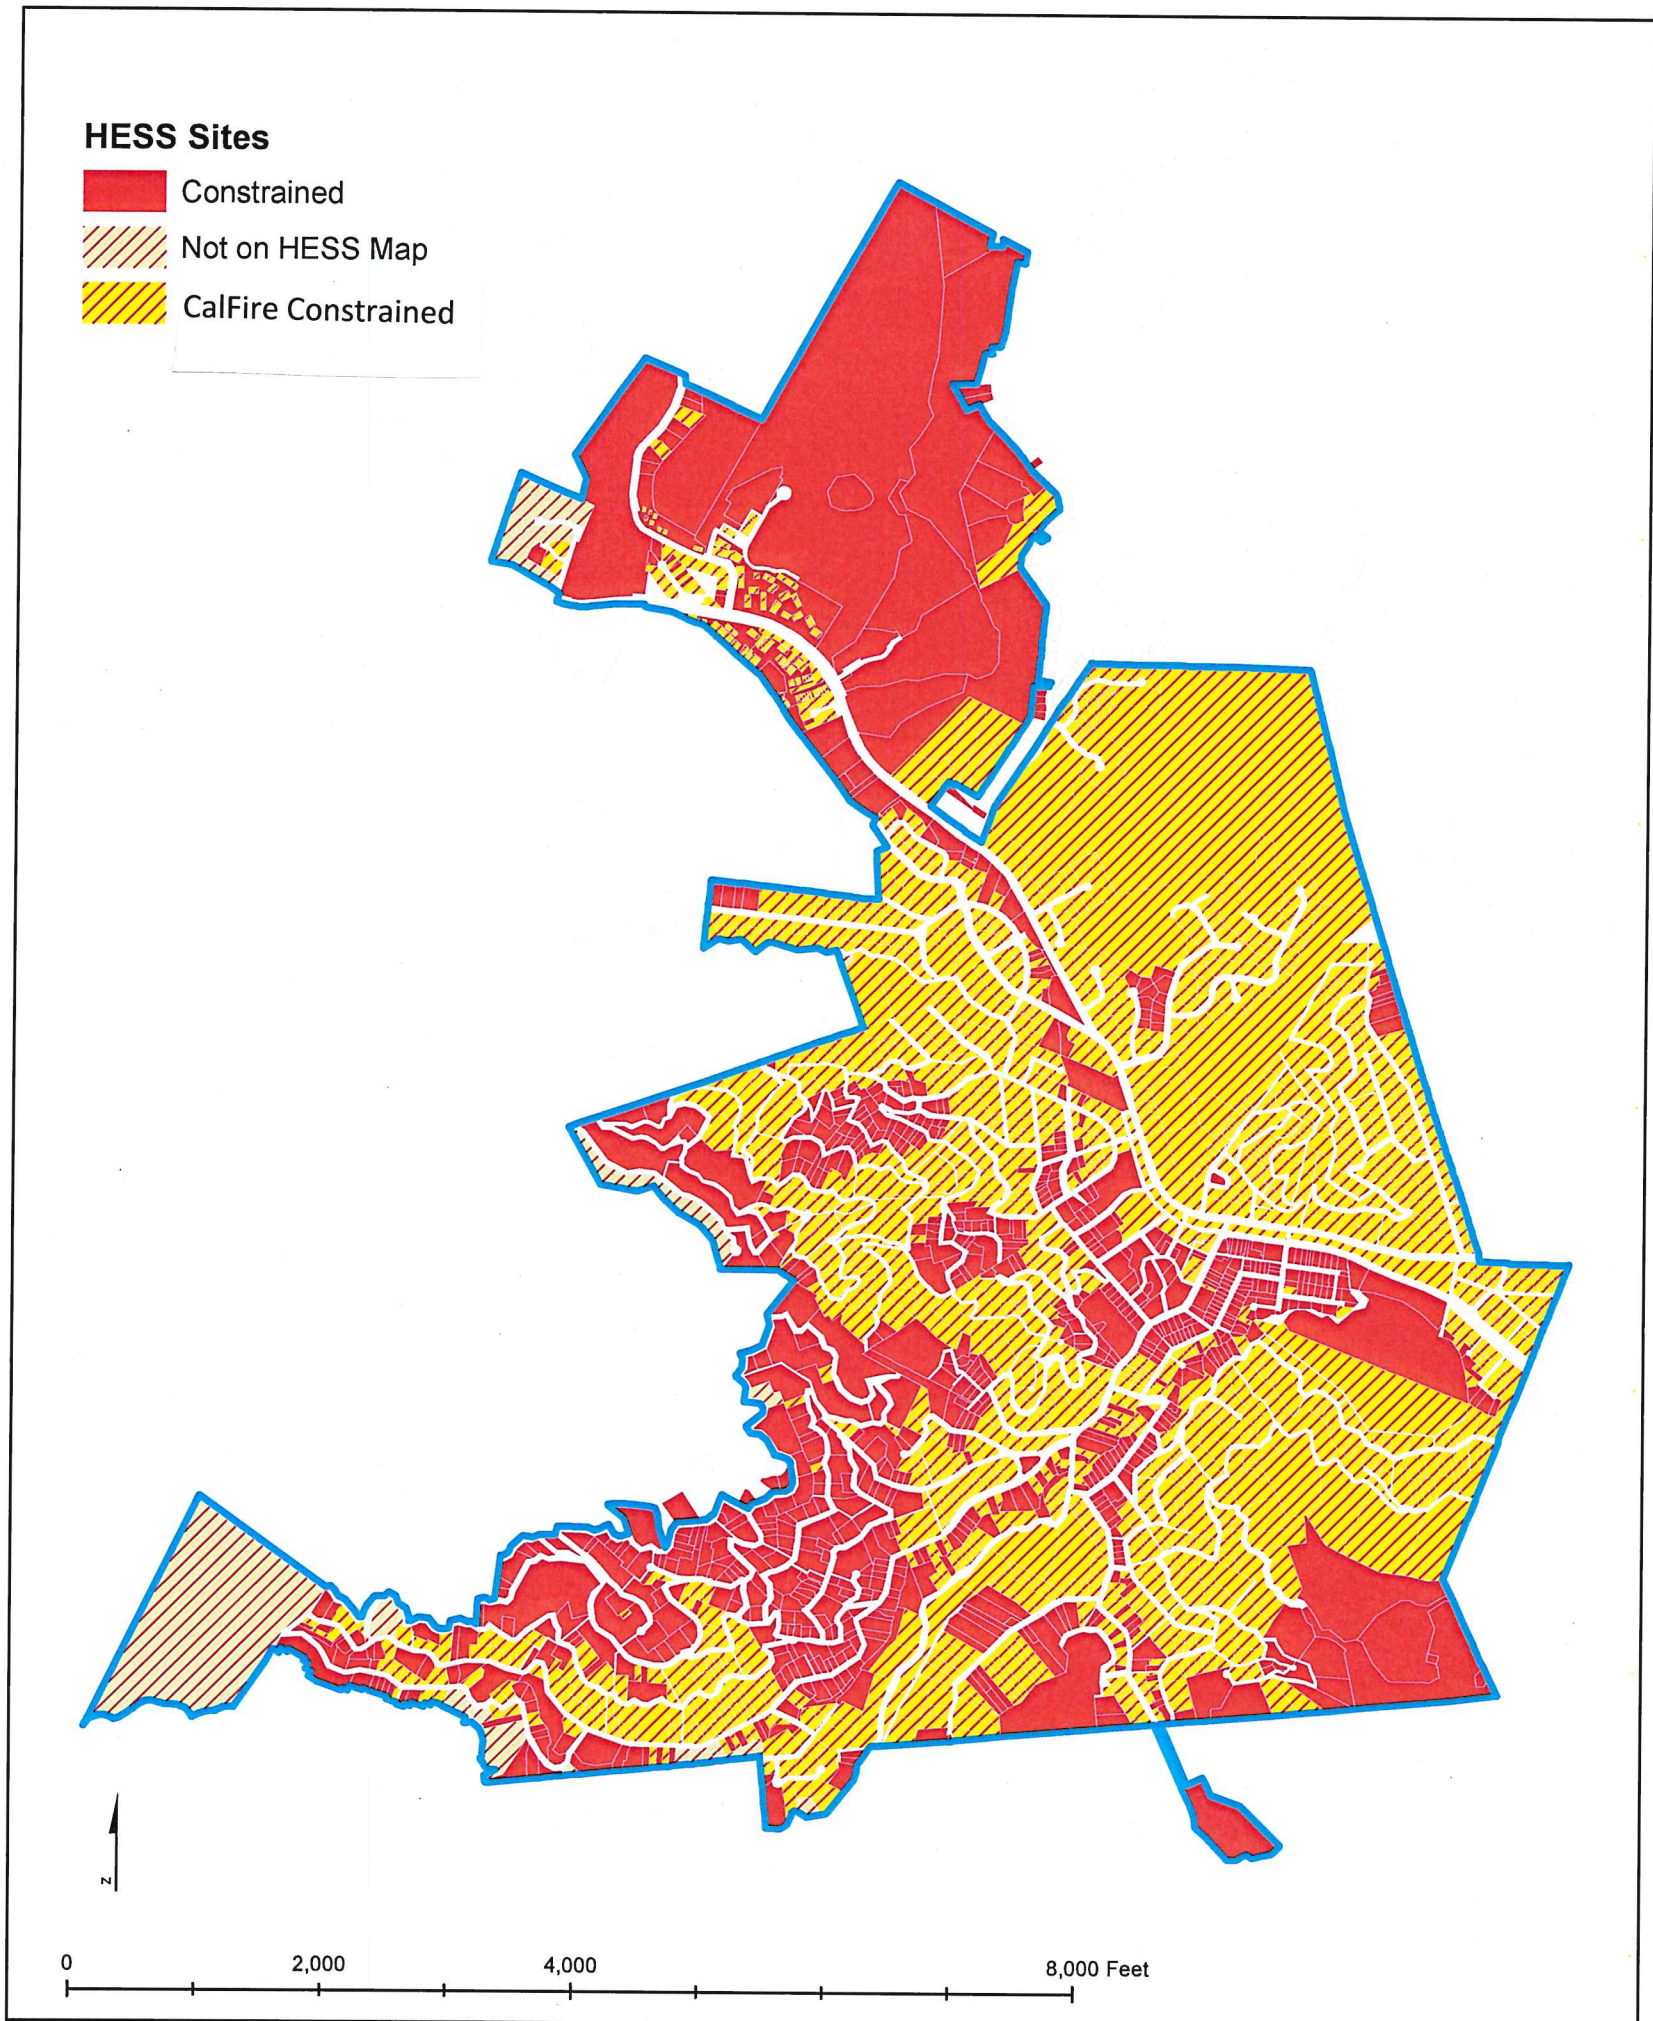 HESS Sites
Constrained
Not on HESS Map
CalFire Constrained
N
0 2,000 4,000 8,000 Feet